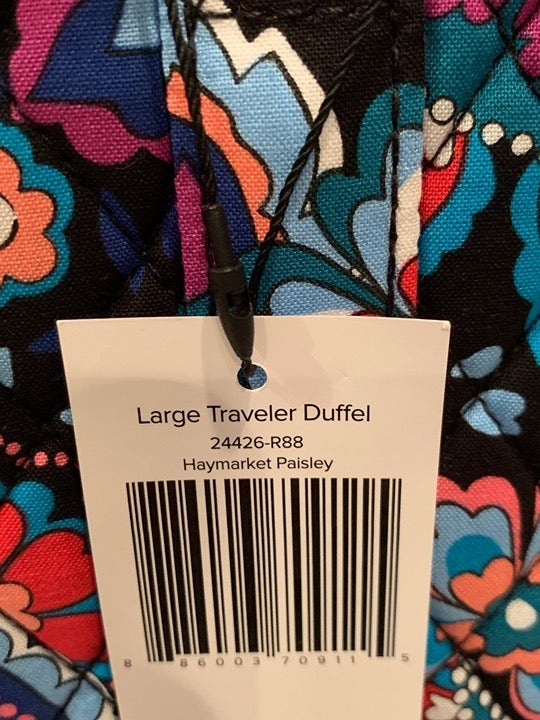 Large Traveler Duffel
24426-R88
Haymarket Paisley
8 86003 70911 5